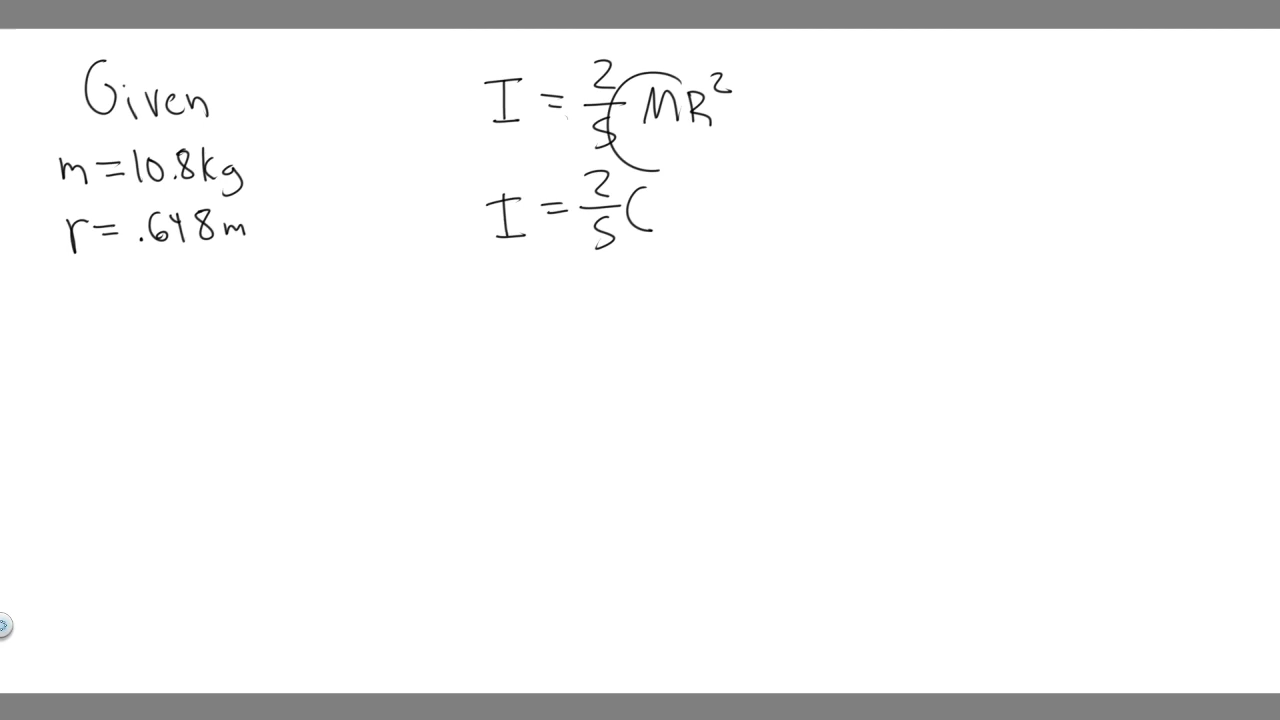 Given
m=10.8kg
r=.648m
I = 2/5 MR²
I = 2/5 (